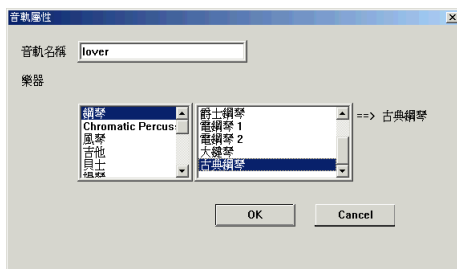 音軌屬性
音軌名稱 lover
樂器
鋼琴
Chromatic Percus
風琴
吉他
貝士
爵士鋼琴
電鋼琴 1
電鋼琴 2
大鍵琴
古典鋼琴
==> 古典鋼琴
OK Cancel